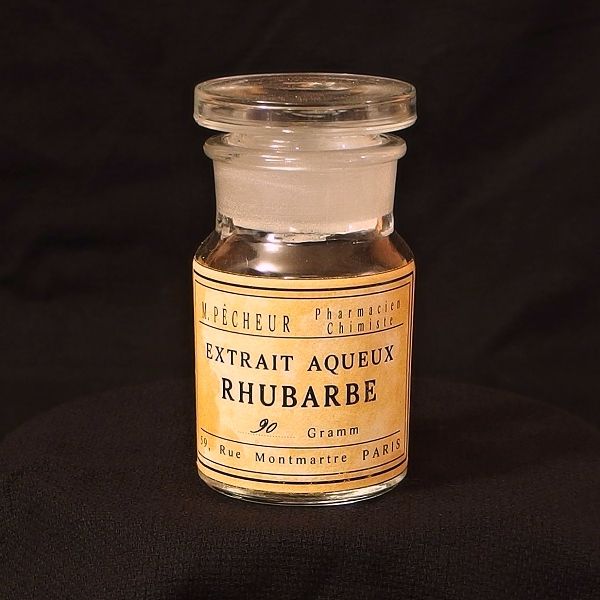 M. PÊCHEUR Pharmacien Chimiste
EXTRAIT AQUEUX
RHUBARBE
90 Gramm
59, Rue Montmartre PARIS